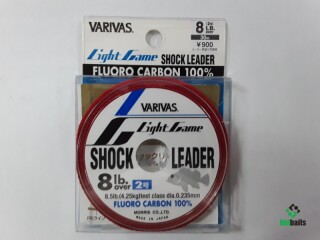 VARIVAS
8 LB.
30m
¥900
Light Game
SHOCK LEADER
FLUORO CARBON 100%
VARIVAS
Light Game
SHOCK LEADER
8 lb. over
2号
8.5lb.(4.25kg)test class dia.0.235mm
FLUORO CARBON 100%
MORRIS CO.,LTD.
MADE IN JAPAN
baits